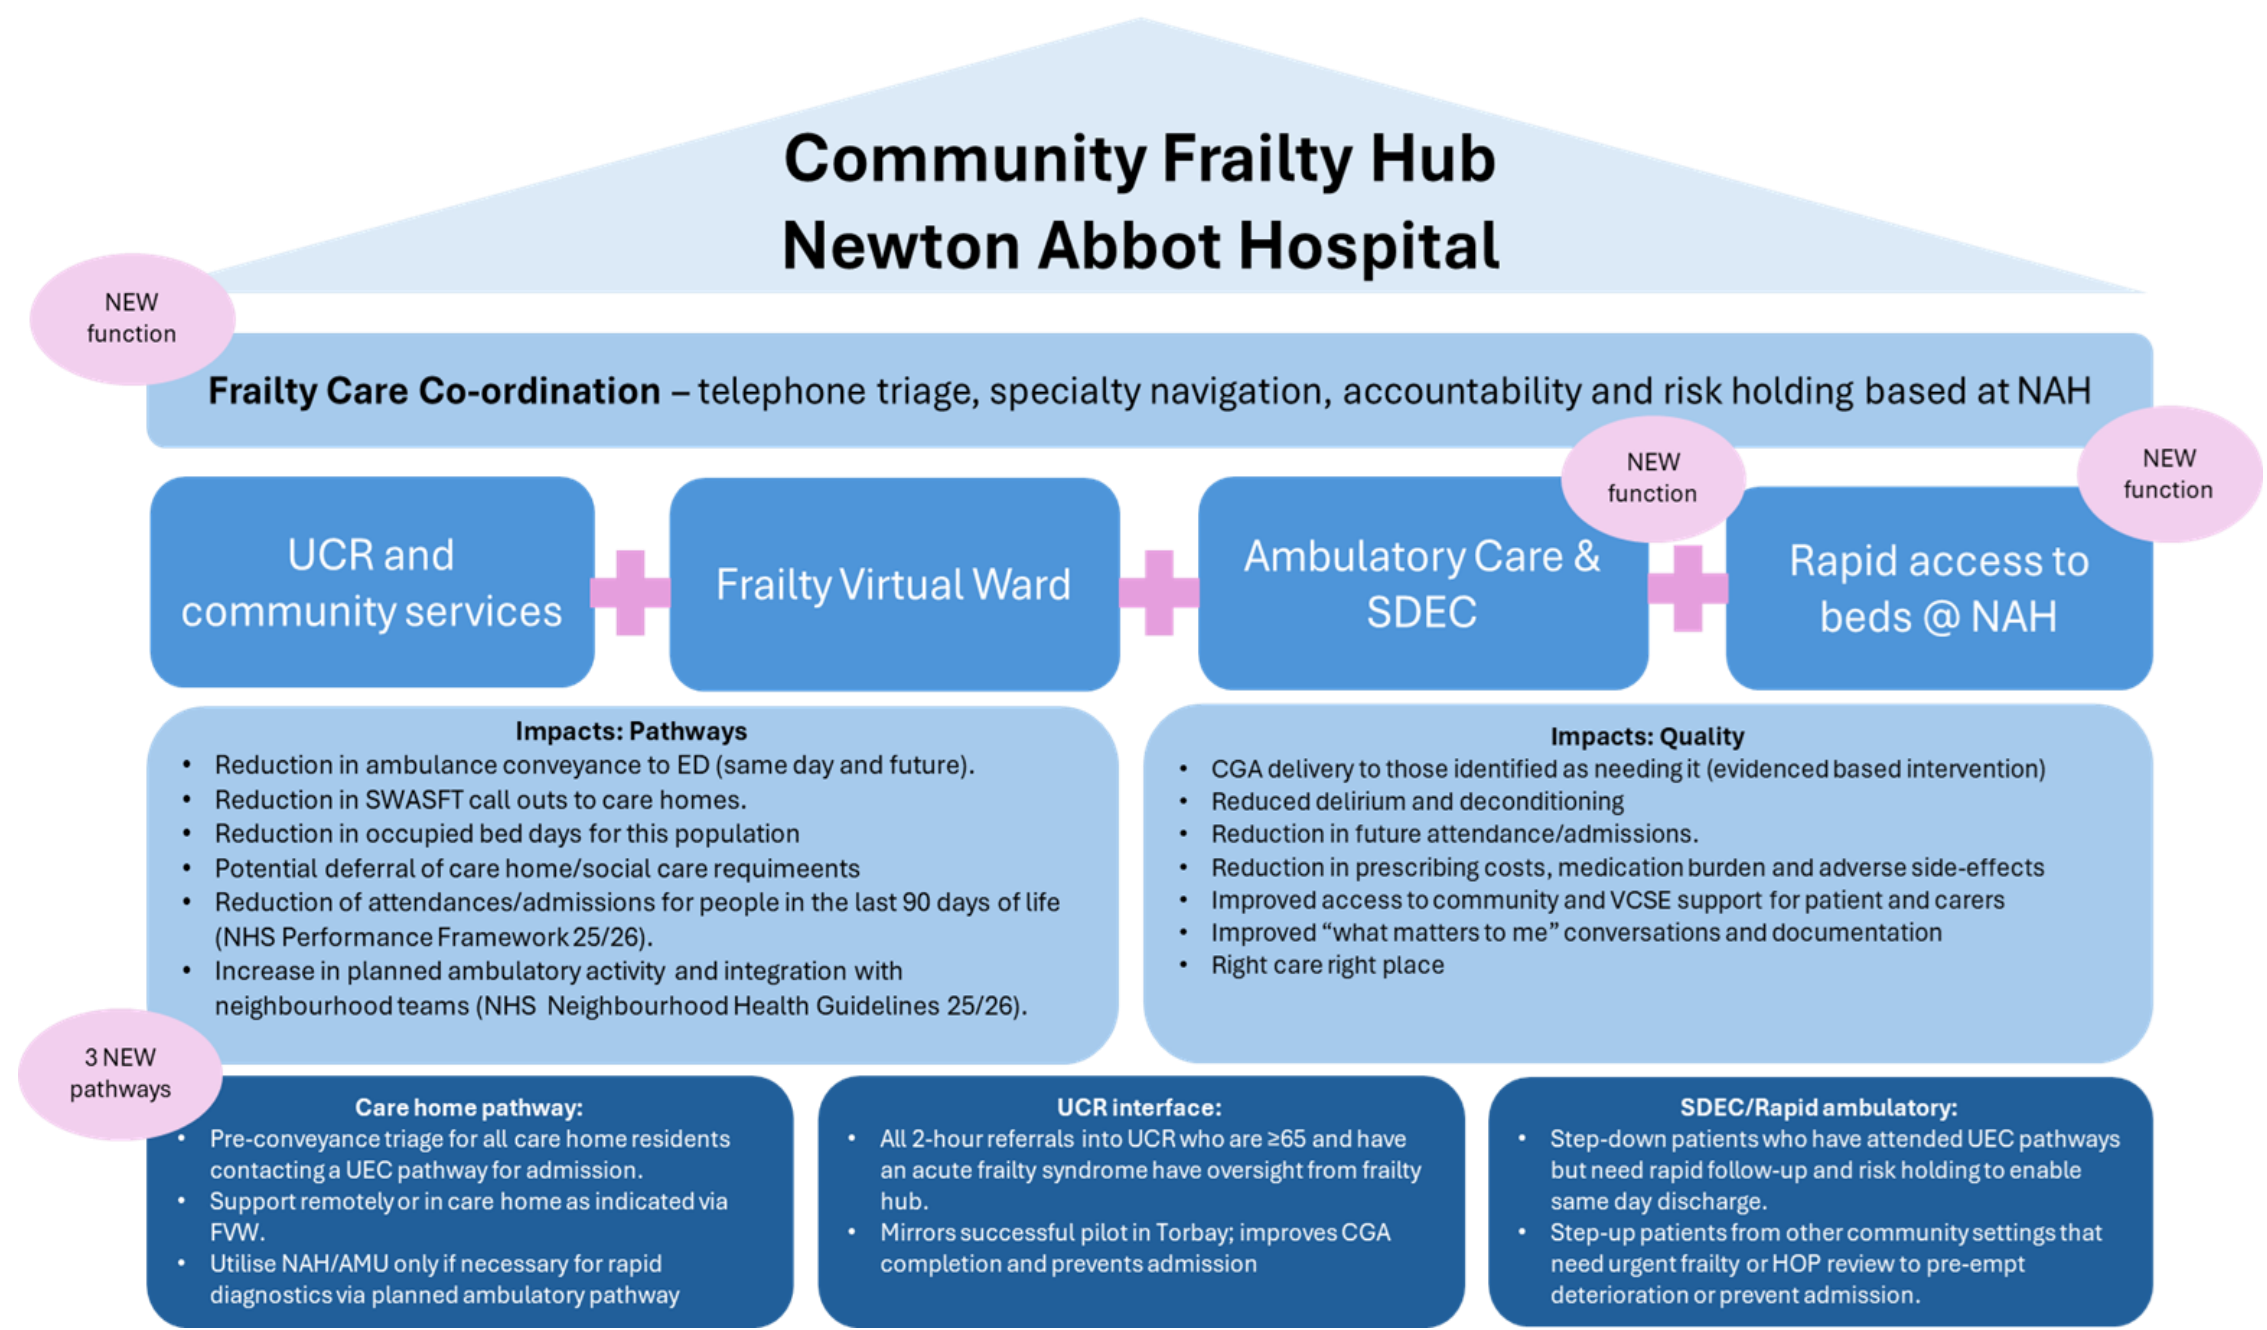 Community Frailty Hub
Newton Abbot Hospital
NEW
function
Frailty Care Co-ordination – telephone triage, specialty navigation, accountability and risk holding based at NAH
UCR and
community services
Frailty Virtual Ward
NEW
function
Ambulatory Care &
SDEC
NEW
function
Rapid access to
beds @ NAH
Impacts: Pathways
• Reduction in ambulance conveyance to ED (same day and future).
• Reduction in SWASFT call outs to care homes.
• Reduction in occupied bed days for this population
• Potential deferral of care home/social care requimeents
• Reduction of attendances/admissions for people in the last 90 days of life
(NHS Performance Framework 25/26).
• Increase in planned ambulatory activity and integration with
neighbourhood teams (NHS Neighbourhood Health Guidelines 25/26).
Impacts: Quality
• CGA delivery to those identified as needing it (evidenced based intervention)
• Reduced delirium and deconditioning
• Reduction in future attendance/admissions.
• Reduction in prescribing costs, medication burden and adverse side-effects
• Improved access to community and VCSE support for patient and carers
• Improved “what matters to me” conversations and documentation
• Right care right place
3 NEW
pathways
Care home pathway:
• Pre-conveyance triage for all care home residents
contacting a UEC pathway for admission.
• Support remotely or in care home as indicated via
FVW.
• Utilise NAH/AMU only if necessary for rapid
diagnostics via planned ambulatory pathway
UCR interface:
• All 2-hour referrals into UCR who are ≥65 and have
an acute frailty syndrome have oversight from frailty
hub.
• Mirrors successful pilot in Torbay; improves CGA
completion and prevents admission
SDEC/Rapid ambulatory:
• Step-down patients who have attended UEC pathways
but need rapid follow-up and risk holding to enable
same day discharge.
• Step-up patients from other community settings that
need urgent frailty or HOP review to pre-empt
deterioration or prevent admission.